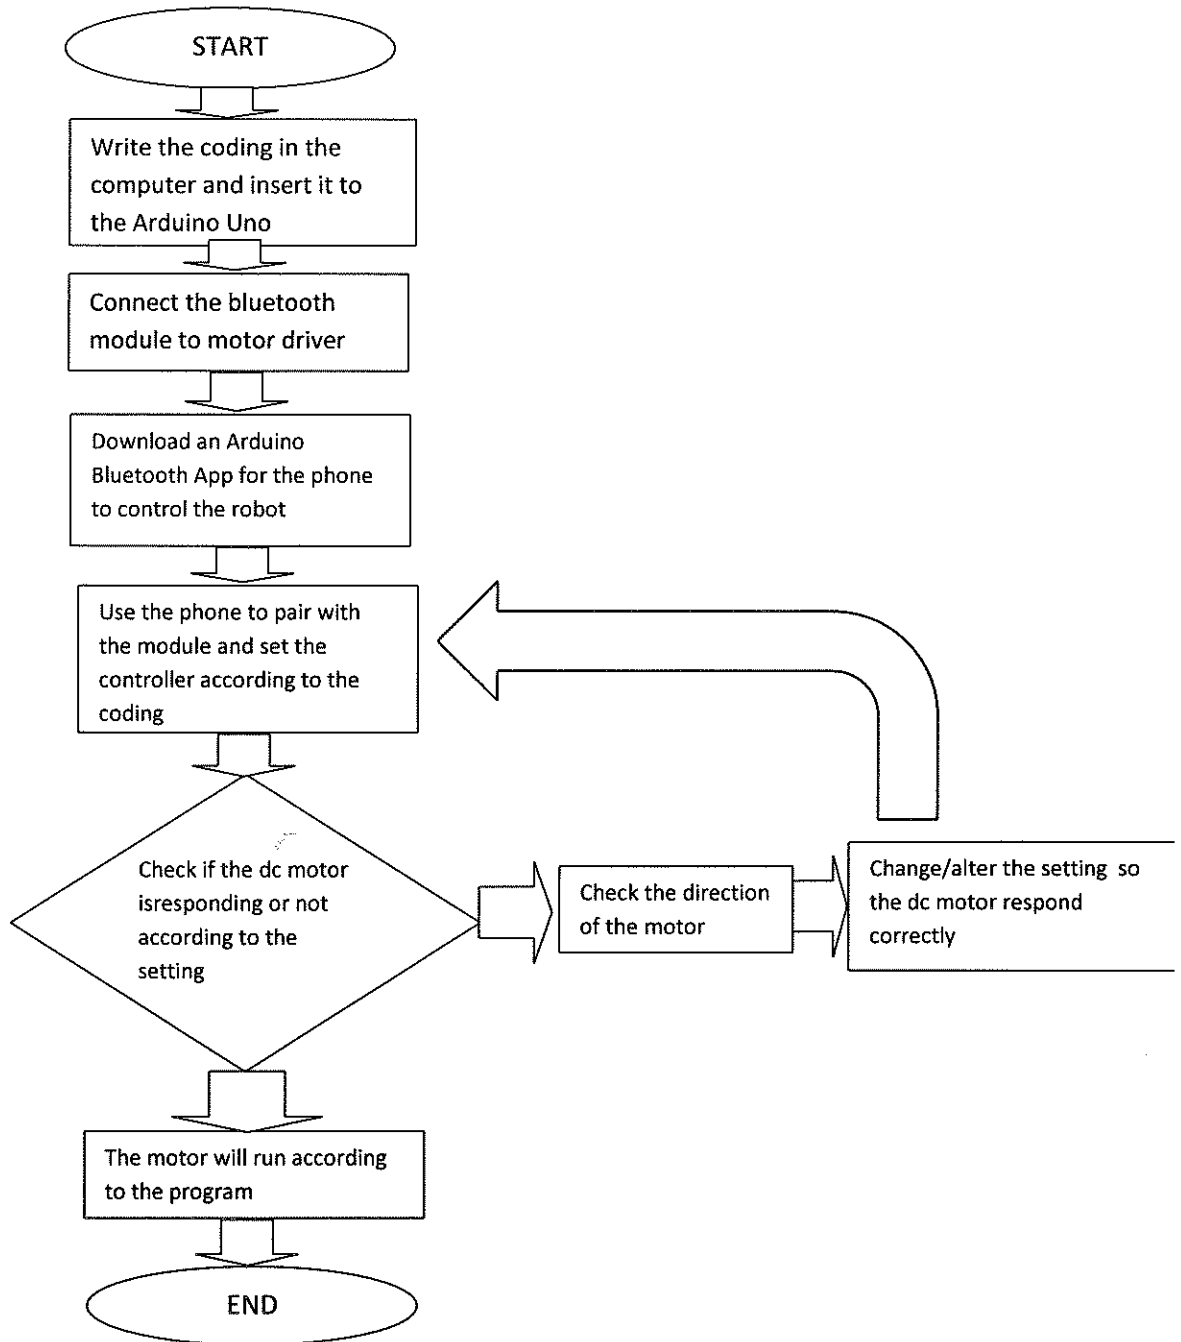 START
Write the coding in the
computer and insert it to
the Arduino Uno
Connect the bluetooth
module to motor driver
Download an Arduino
Bluetooth App for the phone
to control the robot
Use the phone to pair with
the module and set the
controller according to the
coding
Check if the dc motor
isresponding or not
according to the
setting
Check the direction
of the motor
Change/alter the setting so
the dc motor respond
correctly
The motor will run according
to the program
END